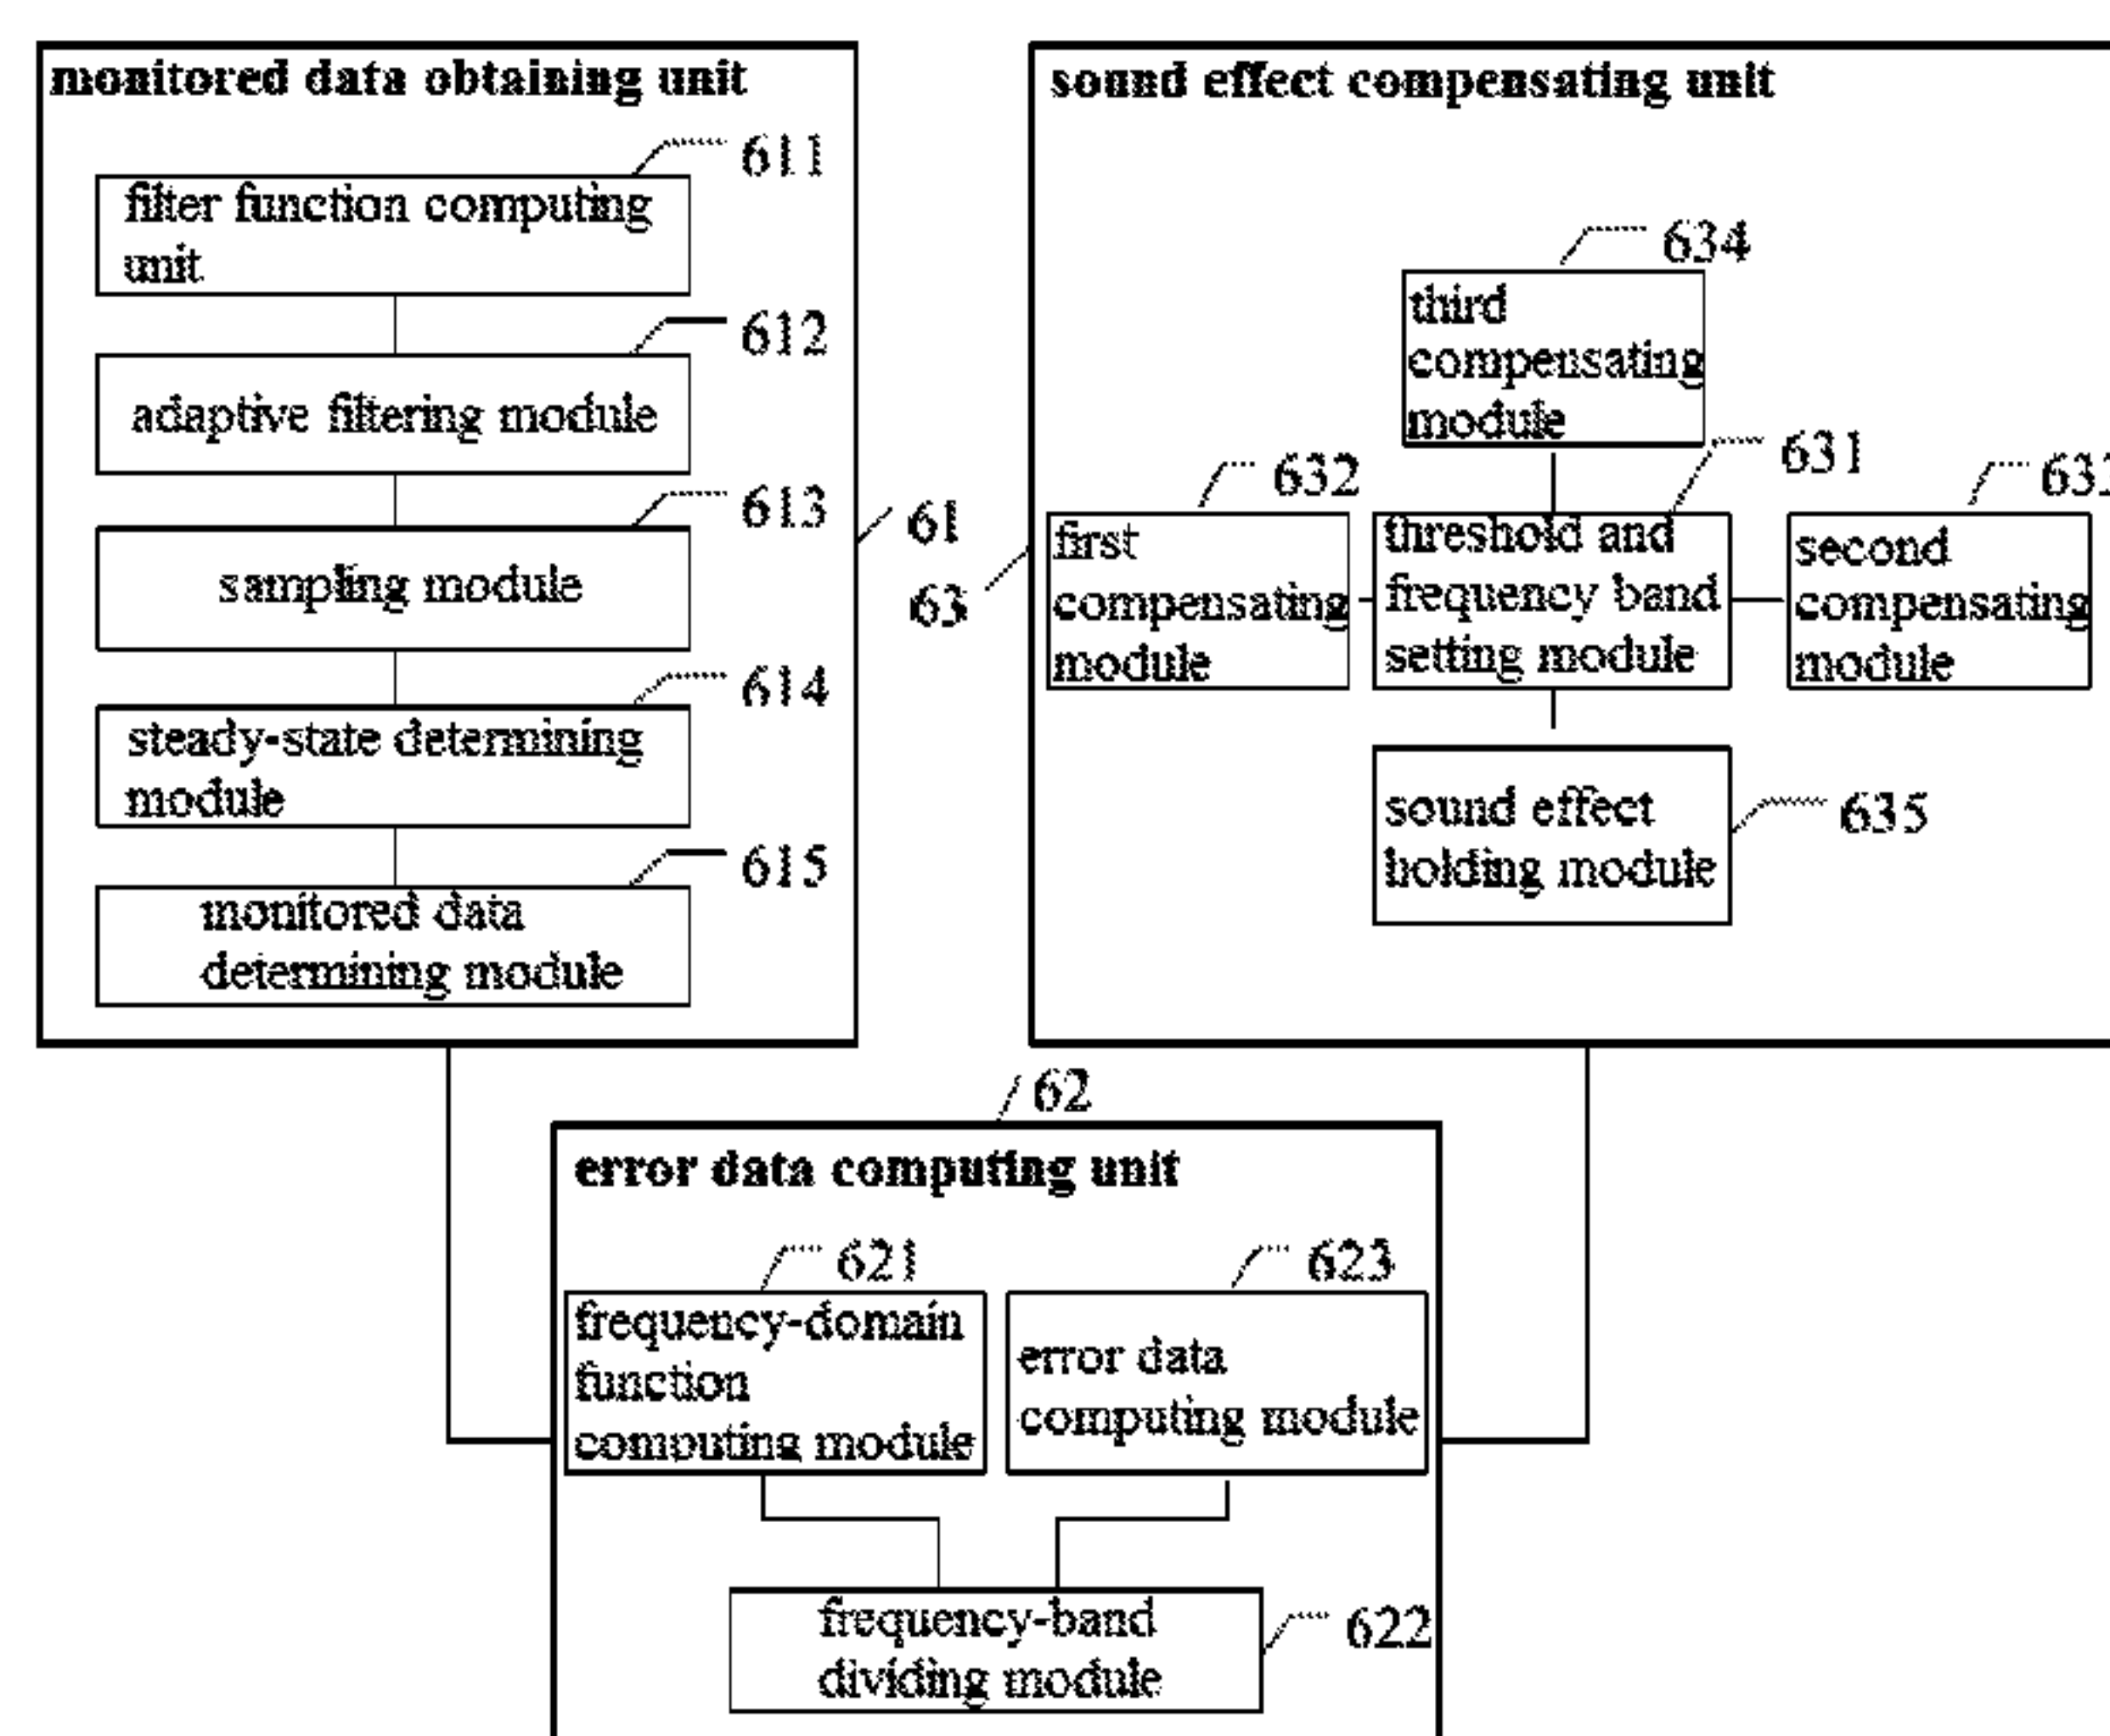 monitored data obtaining unit
611
filter function computing
unit
612
adaptive filtering module
613
sampling module
614
steady-state determining
module
615
monitored data
determining module
61
sound effect compensating unit
634
third
compensating
module
631
632
633
63
first
compensating
module
threshold and
frequency band
setting module
second
compensating
module
sound effect
holding module
635
62
error data computing unit
621
623
frequency-domain
function
computing module
error data
computing module
frequency-band
dividing module
622